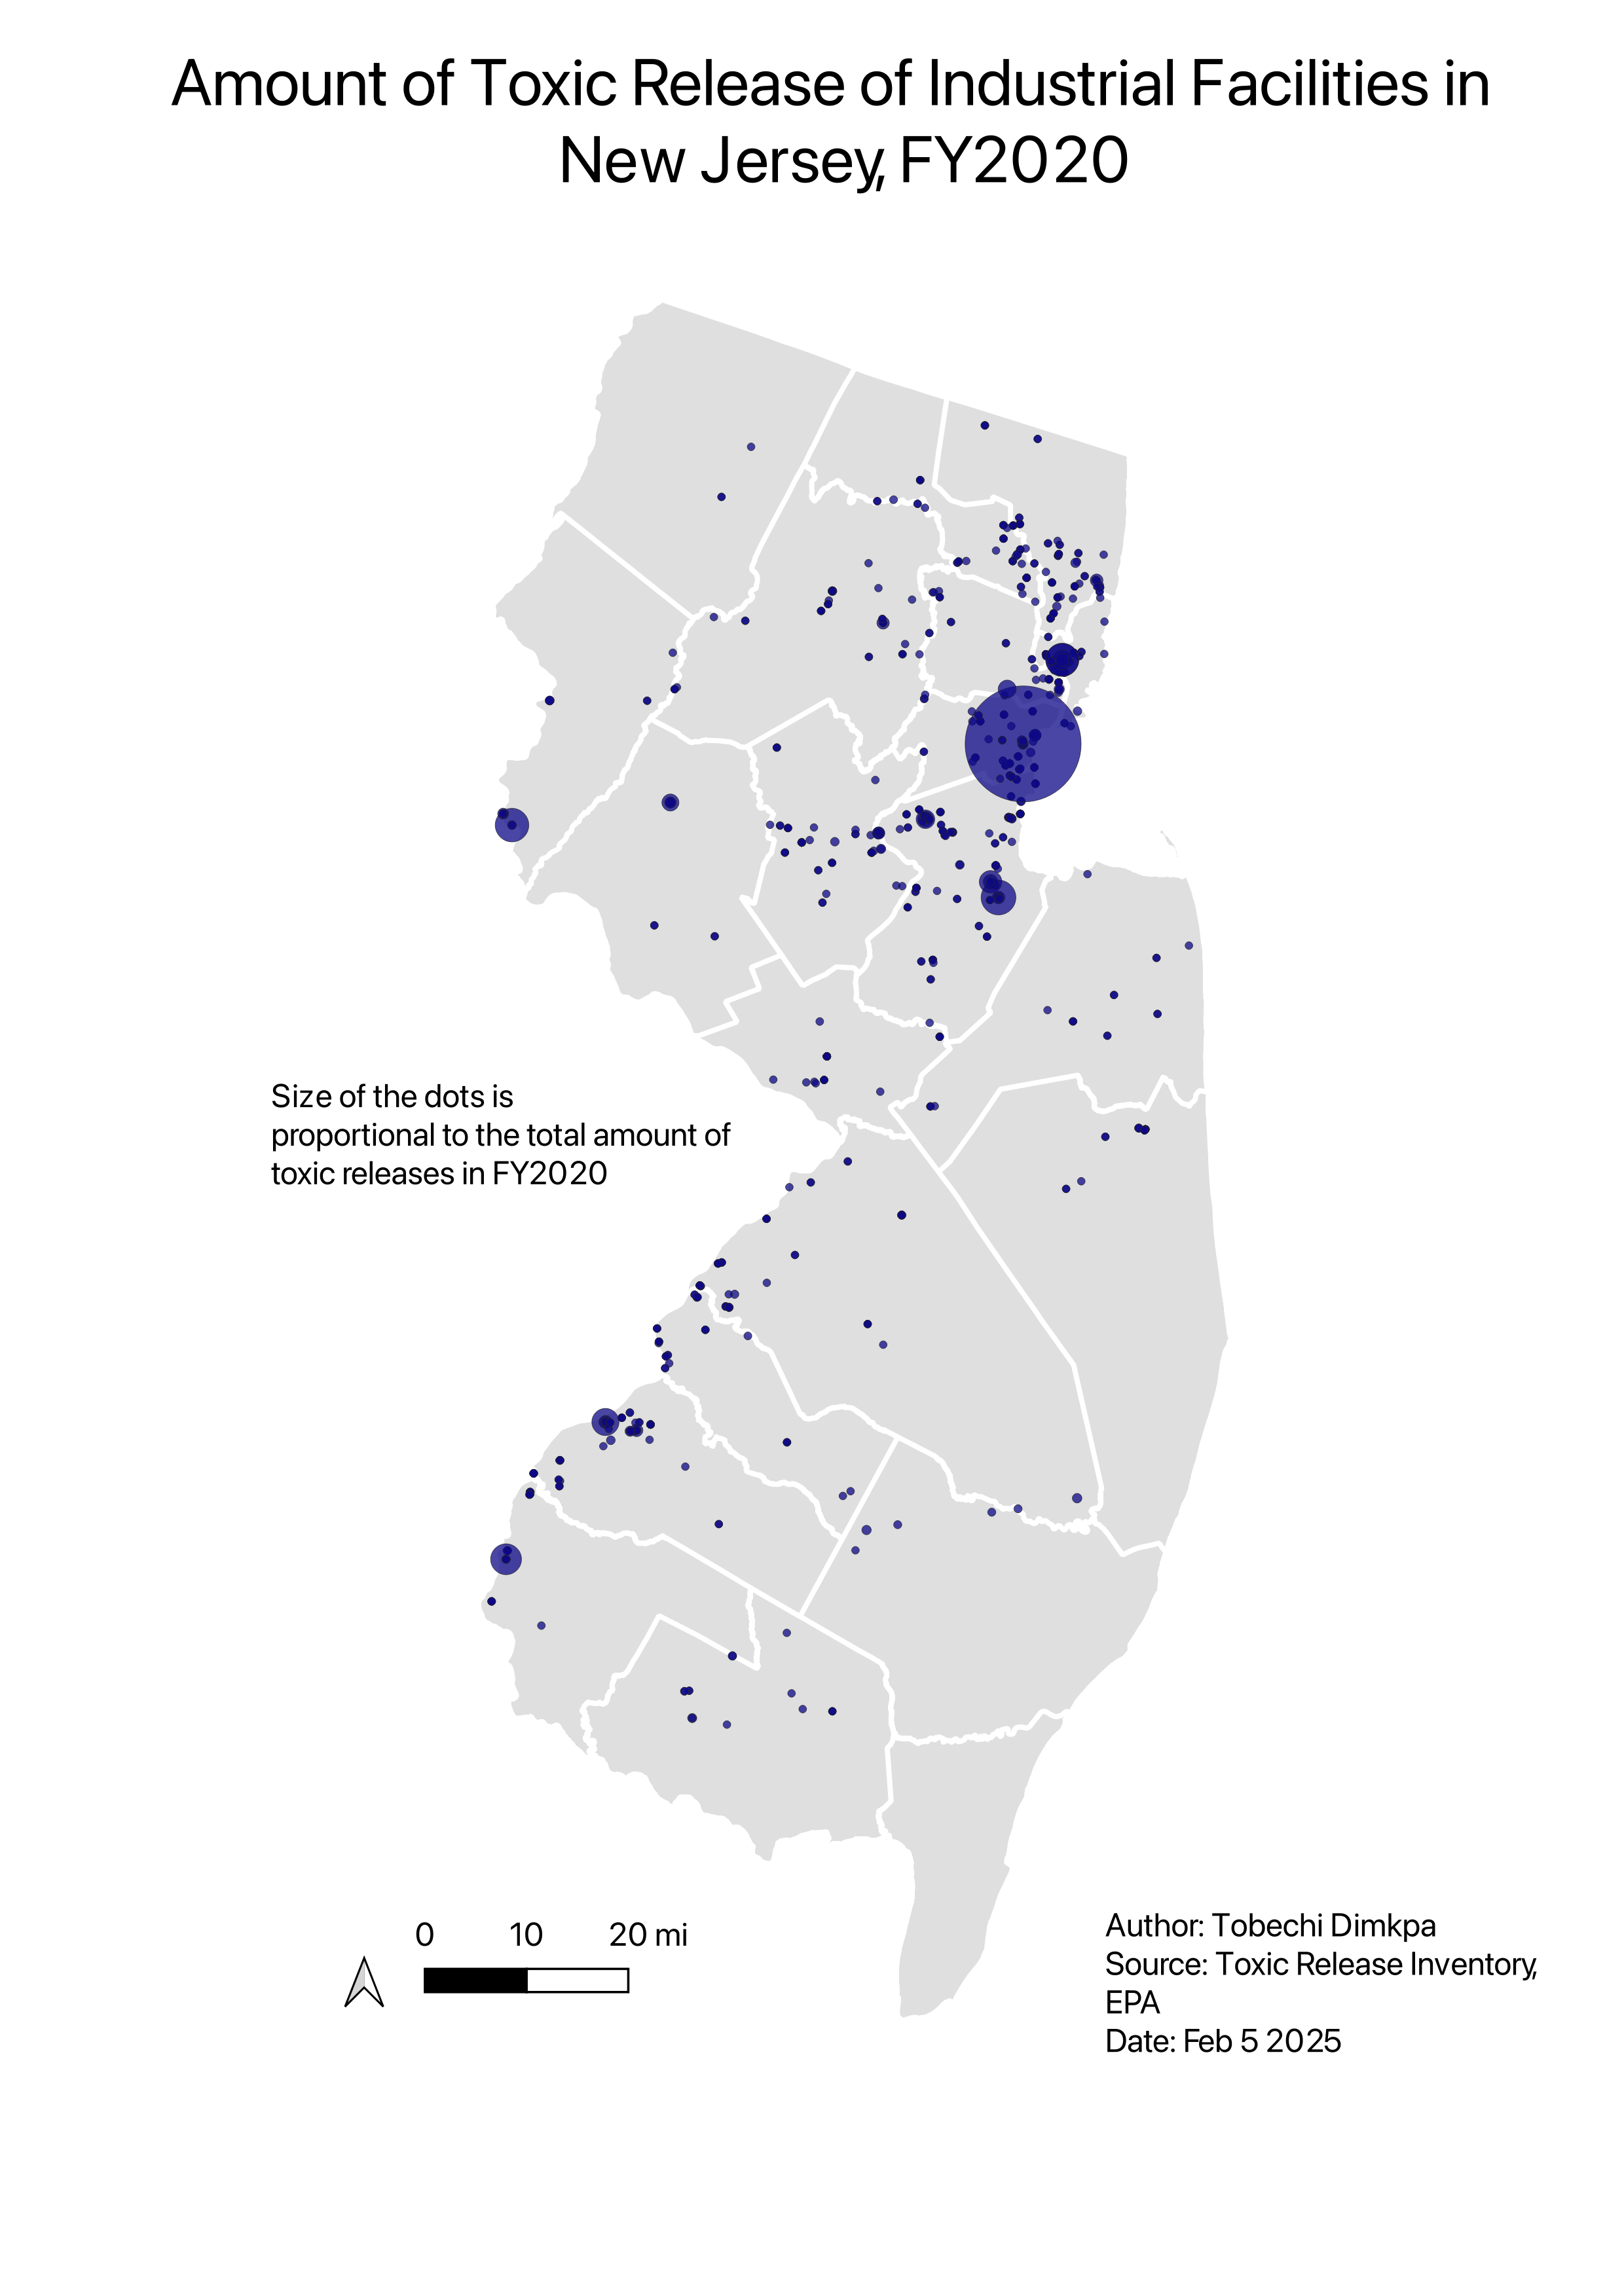 Amount of Toxic Release of Industrial Facilities in
New Jersey, FY2020
Size of the dots is
proportional to the total amount of
toxic releases in FY2020
0 10 20 mi
Author: Tobechi Dimkpa
Source: Toxic Release Inventory,
EPA
Date: Feb 5 2025